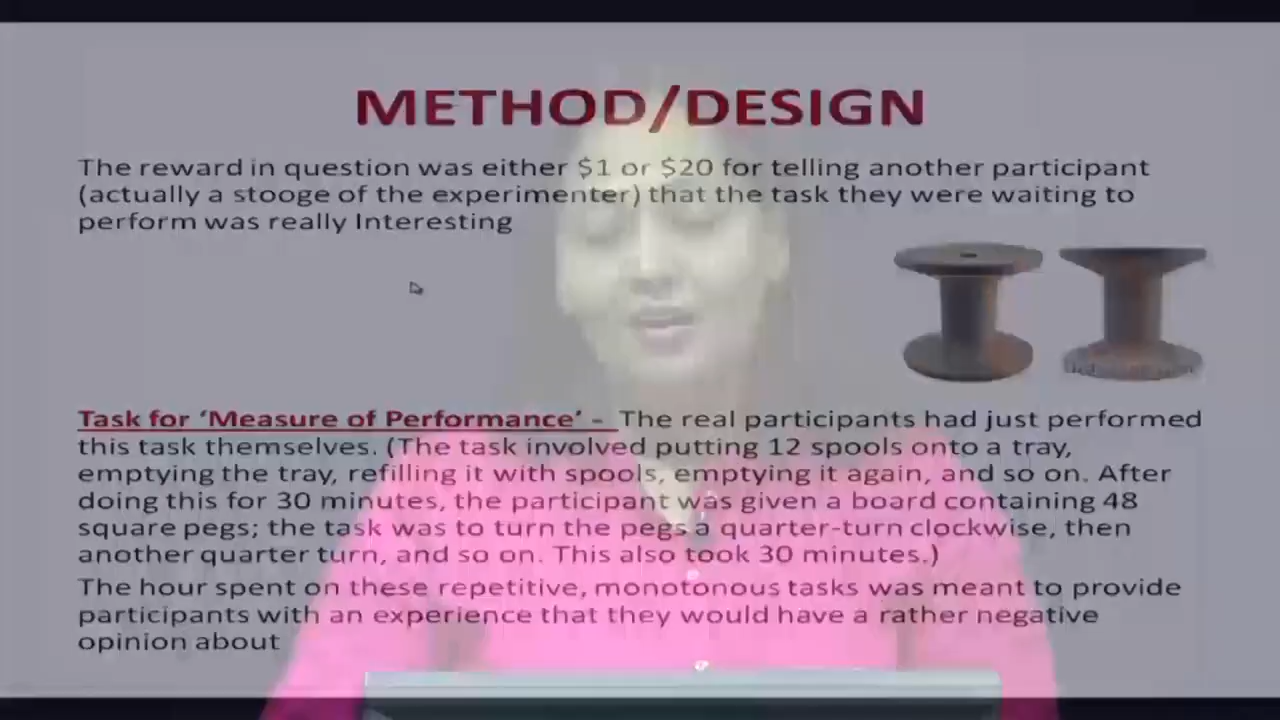 METHOD/DESIGN
The reward in question was either $1 or $20 for telling another participant
(actually a stooge of the experimenter) that the task they were waiting to
perform was really Interesting
Task for ‘Measure of Performance’ – The real participants had just performed
this task themselves. (The task involved putting 12 spools onto a tray,
emptying the tray, refilling it with spools, emptying it again, and so on. After
doing this for 30 minutes, the participant was given a board containing 48
square pegs; the task was to turn the pegs a quarter-turn clockwise, then
another quarter turn, and so on. This also took 30 minutes.)
The hour spent on these repetitive, monotonous tasks was meant to provide
participants with an experience that they would have a rather negative
opinion about